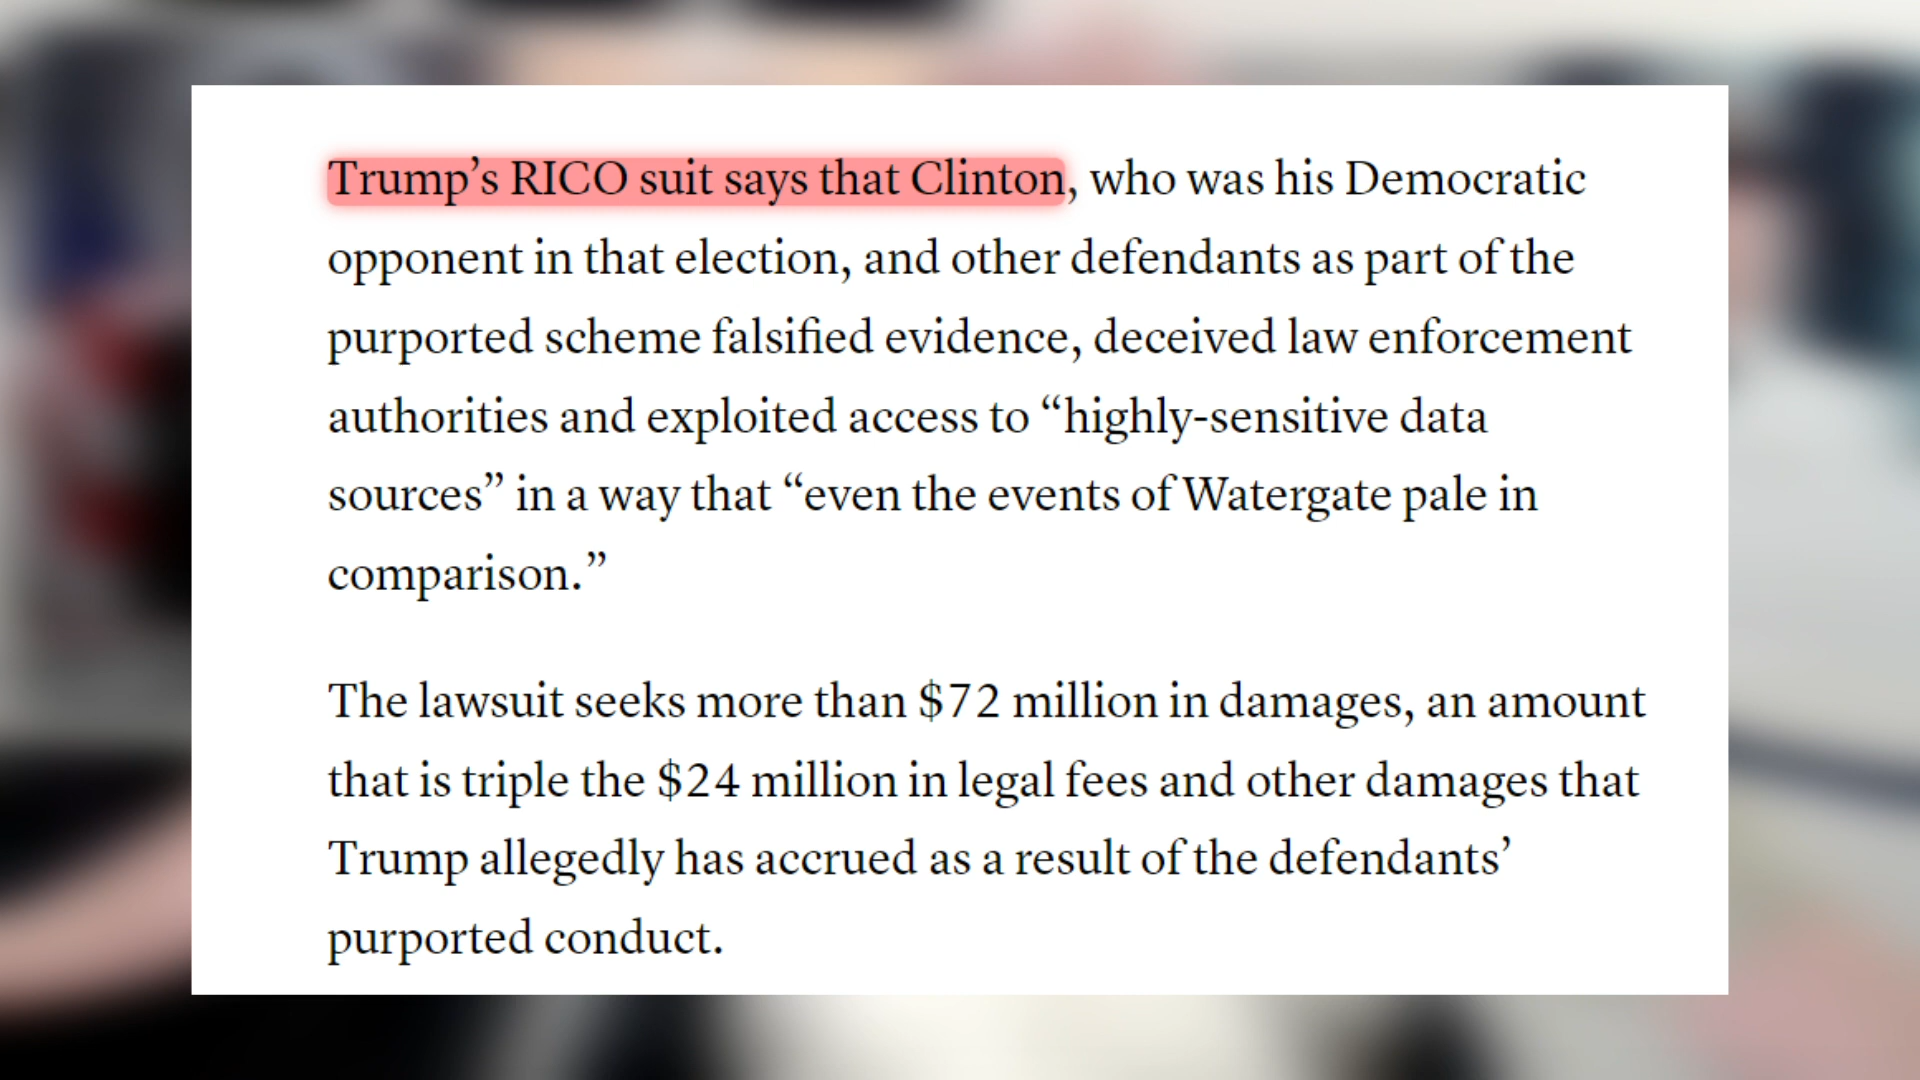 Trump’s RICO suit says that Clinton, who was his Democratic
opponent in that election, and other defendants as part of the
purported scheme falsified evidence, deceived law enforcement
authorities and exploited access to “highly-sensitive data
sources” in a way that “even the events of Watergate pale in
comparison.”
The lawsuit seeks more than $72 million in damages, an amount
that is triple the $24 million in legal fees and other damages that
Trump allegedly has accrued as a result of the defendants’
purported conduct.